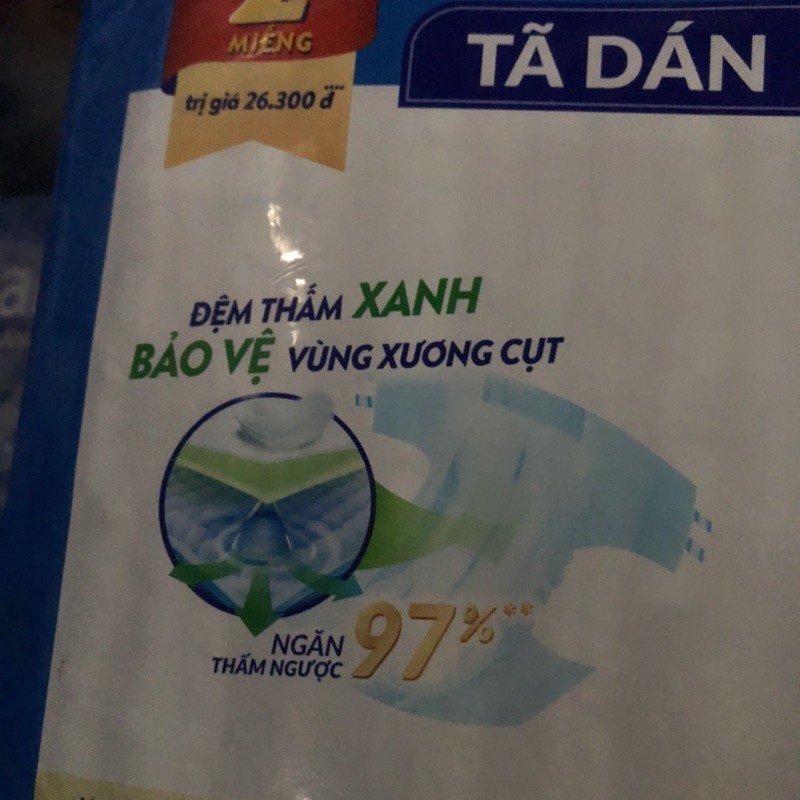 MIẾNG
trị giá 26.300 đ****
TÃ DÁN
ĐỆM THẤM XANH
BẢO VỆ VÙNG XƯƠNG CỤT
NGĂN
THẤM NGƯỢC 97%**